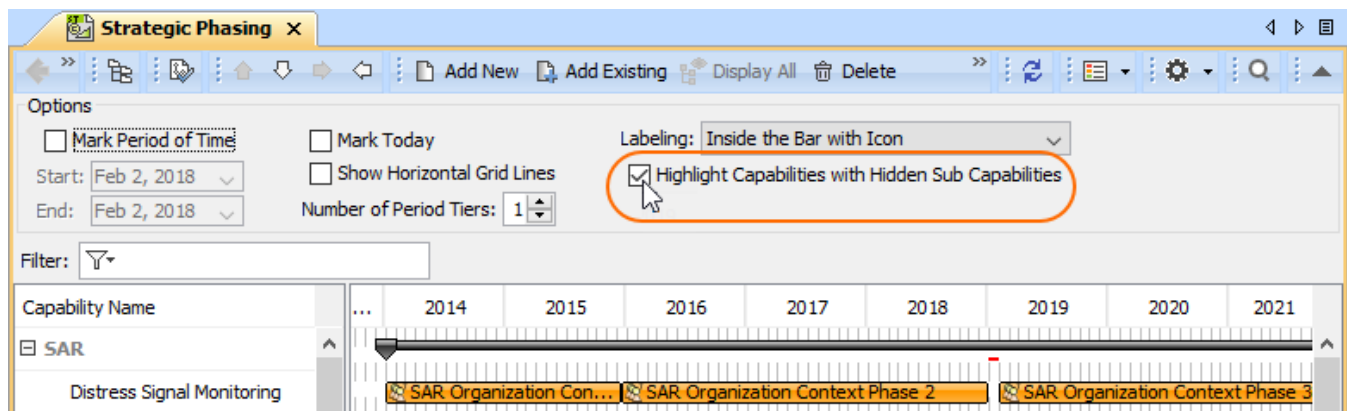 Strategic Phasing
Add New Add Existing Display All Delete
Options
Mark Period of Time Mark Today Labeling: Inside the Bar with Icon
Start: Feb 2, 2018 Show Horizontal Grid Lines Highlight Capabilities with Hidden Sub Capabilities
End: Feb 2, 2018 Number of Period Tiers: 1
Filter:
Capability Name ... 2014 2015 2016 2017 2018 2019 2020 2021
SAR
Distress Signal Monitoring SAR Organization Con... SAR Organization Context Phase 2 SAR Organization Context Phase 3